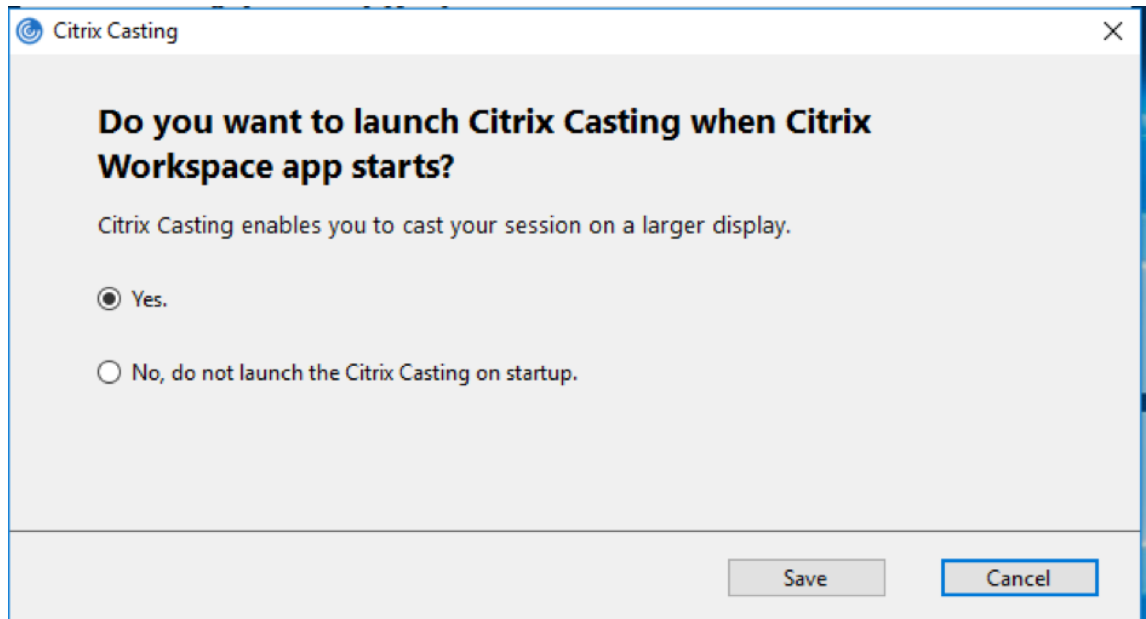 Citrix Casting
Do you want to launch Citrix Casting when Citrix
Workspace app starts?
Citrix Casting enables you to cast your session on a larger display.
Yes.
No, do not launch the Citrix Casting on startup.
Save
Cancel